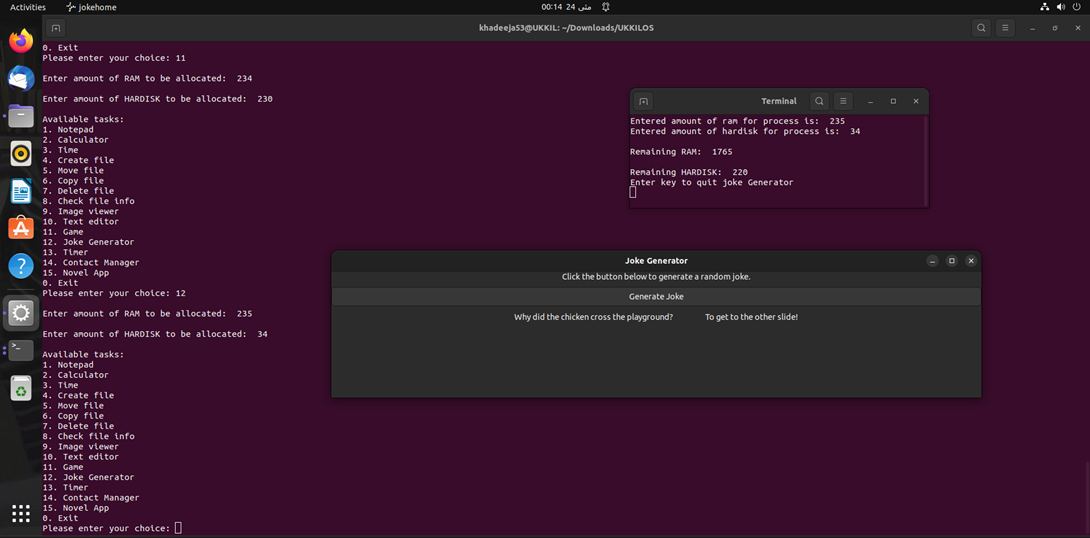 Activities
jokehome
00:14 24 مئی
khadeeja53@UKKIL: ~/Downloads/UKKILOS
0. Exit
Please enter your choice: 11
Enter amount of RAM to be allocated:  234
Enter amount of HARDISK to be allocated:  230
Available tasks:
1. Notepad
2. Calculator
3. Time
4. Create file
5. Move file
6. Copy file
7. Delete file
8. Check file info
9. Image viewer
10. Text editor
11. Game
12. Joke Generator
13. Timer
14. Contact Manager
15. Novel App
0. Exit
Please enter your choice: 12
Enter amount of RAM to be allocated:  235
Enter amount of HARDISK to be allocated:  34
Available tasks:
1. Notepad
2. Calculator
3. Time
4. Create file
5. Move file
6. Copy file
7. Delete file
8. Check file info
9. Image viewer
10. Text editor
11. Game
12. Joke Generator
13. Timer
14. Contact Manager
15. Novel App
0. Exit
Please enter your choice:
Terminal
Entered amount of ram for process is:  235
Entered amount of hardisk for process is:  34
Remaining RAM:  1765
Remaining HARDISK:  220
Enter key to quit joke Generator
Joke Generator
Click the button below to generate a random joke.
Generate Joke
Why did the chicken cross the playground? To get to the other slide!